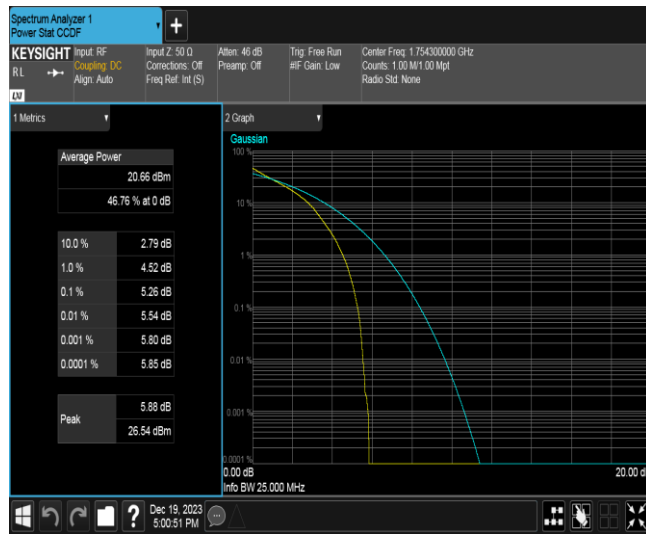 Spectrum Analyzer 1
Power Stat CCDF
+
KEYSIGHT
RL
LXI
Input: RF
Coupling: DC
Align: Auto
Input Z: 50 Ω
Corrections: Off
Freq Ref: Int (S)
Atten: 46 dB
Preamp: Off
Trig: Free Run
#IF Gain: Low
Center Freq: 1.754300000 GHz
Counts: 1.00 M/1.00 Mpt
Radio Std: None
1 Metrics
Average Power
20.66 dBm
46.76 % at 0 dB
10.0 % 2.79 dB
1.0 % 4.52 dB
0.1 % 5.26 dB
0.01 % 5.54 dB
0.001 % 5.80 dB
0.0001 % 5.85 dB
Peak
5.88 dB
26.54 dBm
2 Graph
Gaussian
100 %
10 %
1 %
0.1 %
0.01 %
0.001 %
0.0001 %
0.00 dB 20.00 d
Info BW 25.000 MHz
?
Dec 19, 2023
5:00:51 PM